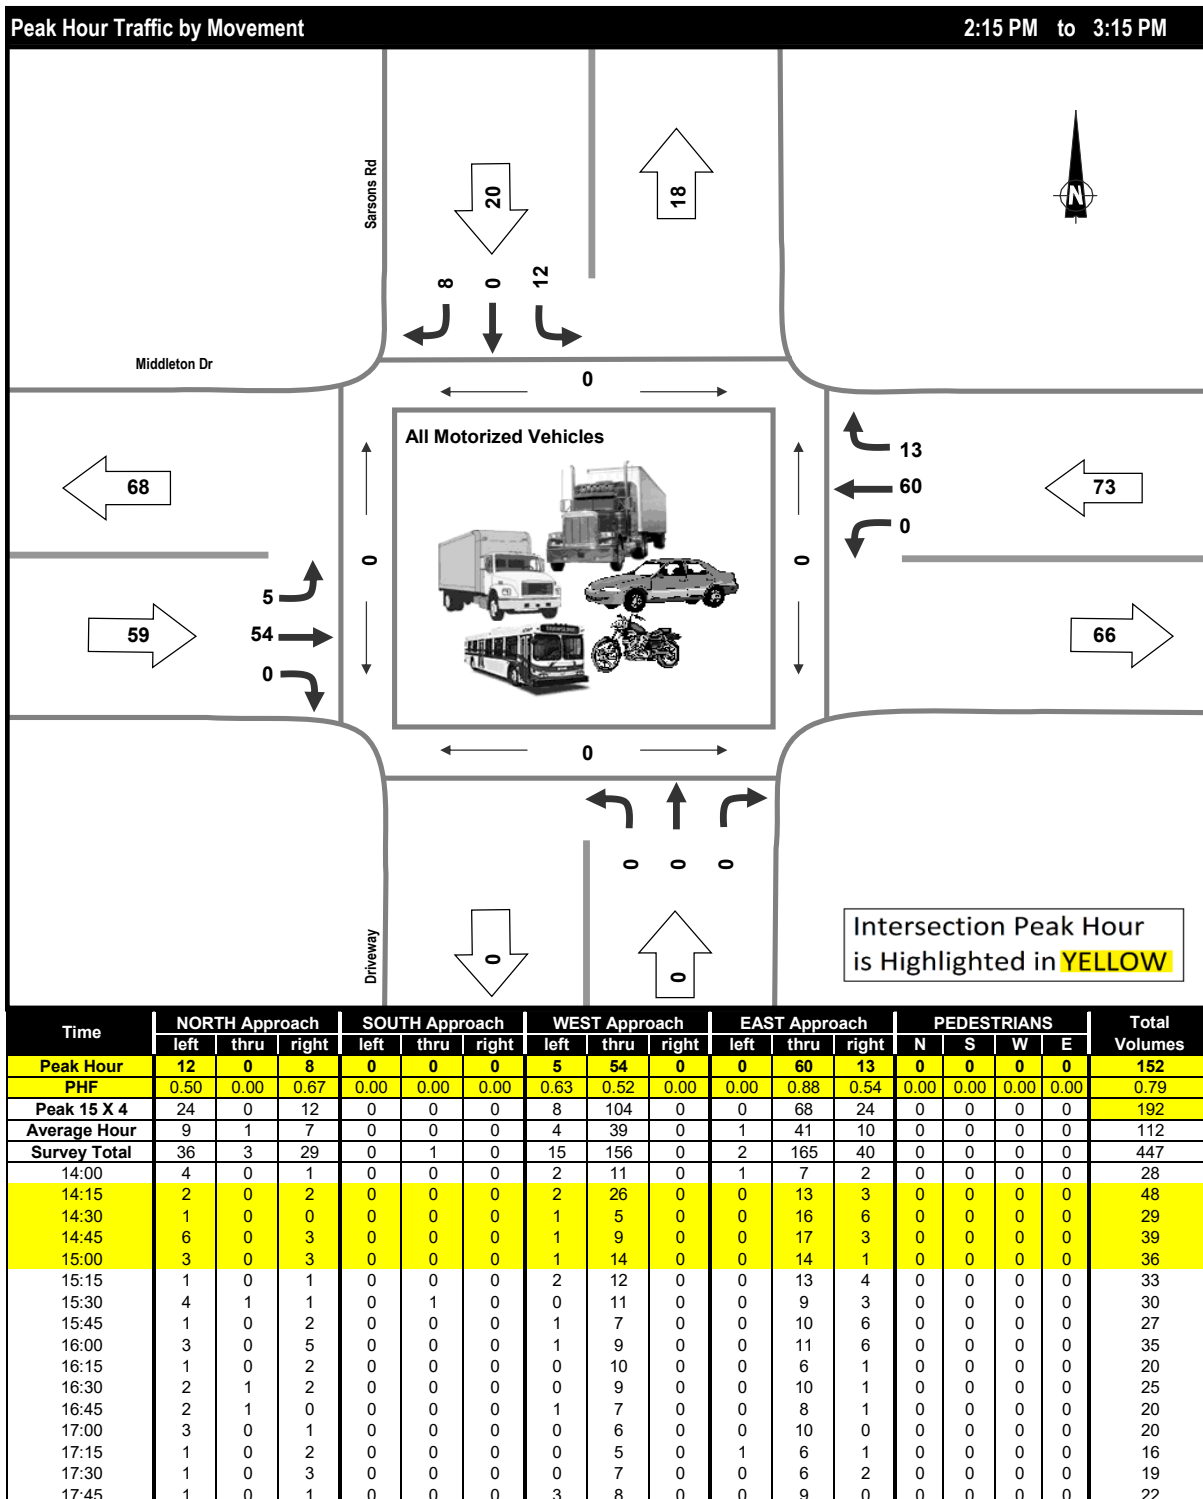 Peak Hour Traffic by Movement 2:15 PM to 3:15 PM
Sarsons Rd
20
18
N
8 0 12
Middleton Dr
0
All Motorized Vehicles
13
68
60
73
0
0
0
5
59
54
66
0
0
0 0 0
Driveway
0
0
Intersection Peak Hour
is Highlighted in YELLOW
Time NORTH Approach SOUTH Approach WEST Approach EAST Approach PEDESTRIANS Total
left thru right left thru right left thru right left thru right N S W E Volumes
Peak Hour 12 0 8 0 0 0 5 54 0 0 60 13 0 0 0 0 152
PHF 0.50 0.00 0.67 0.00 0.00 0.00 0.63 0.52 0.00 0.00 0.88 0.54 0.00 0.00 0.00 0.00 0.79
Peak 15 X 4 24 0 12 0 0 0 8 104 0 0 68 24 0 0 0 0 192
Average Hour 9 1 7 0 0 0 4 39 0 1 41 10 0 0 0 0 112
Survey Total 36 3 29 0 1 0 15 156 0 2 165 40 0 0 0 0 447
14:00 4 0 1 0 0 0 2 11 0 1 7 2 0 0 0 0 28
14:15 2 0 2 0 0 0 2 26 0 0 13 3 0 0 0 0 48
14:30 1 0 0 0 0 0 1 5 0 0 16 6 0 0 0 0 29
14:45 6 0 3 0 0 0 1 9 0 0 17 3 0 0 0 0 39
15:00 3 0 3 0 0 0 1 14 0 0 14 1 0 0 0 0 36
15:15 1 0 1 0 0 0 2 12 0 0 13 4 0 0 0 0 33
15:30 4 1 1 0 1 0 0 11 0 0 9 3 0 0 0 0 30
15:45 1 0 2 0 0 0 1 7 0 0 10 6 0 0 0 0 27
16:00 3 0 5 0 0 0 1 9 0 0 11 6 0 0 0 0 35
16:15 1 0 2 0 0 0 0 10 0 0 6 1 0 0 0 0 20
16:30 2 1 2 0 0 0 0 9 0 0 10 1 0 0 0 0 25
16:45 2 1 0 0 0 0 1 7 0 0 8 1 0 0 0 0 20
17:00 3 0 1 0 0 0 0 6 0 0 10 0 0 0 0 0 20
17:15 1 0 2 0 0 0 0 5 0 1 6 1 0 0 0 0 16
17:30 1 0 3 0 0 0 0 7 0 0 6 2 0 0 0 0 19
17:45 1 0 1 0 0 0 3 8 0 0 9 0 0 0 0 0 22